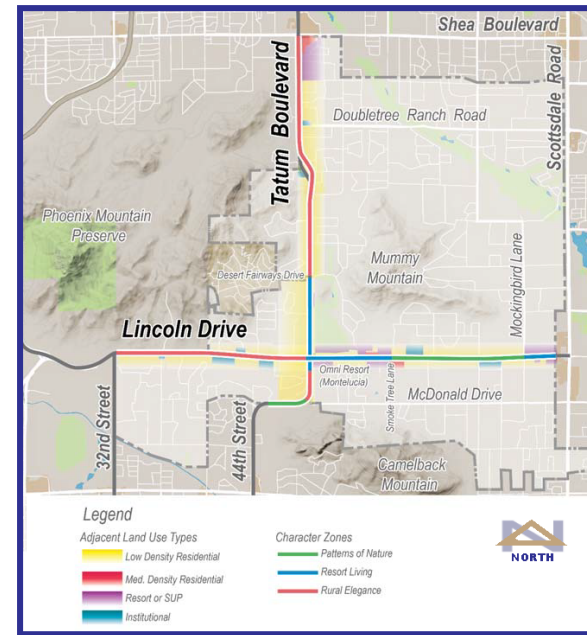 Shea Boulevard
Tatum Boulevard
Scottsdale Road
Doubletree Ranch Road
Phoenix Mountain
Preserve
Mummy
Mountain
Mockingbird Lane
Desert Fairways Drive
Lincoln Drive
Omni Resort
(Montelucia)
Smoke Tree Lane
McDonald Drive
32nd Street
44th Street
Camelback
Mountain
Legend
Adjacent Land Use Types
Low Density Residential
Med. Density Residential
Resort or SUP
Institutional
Character Zones
Patterns of Nature
Resort Living
Rural Elegance
NORTH